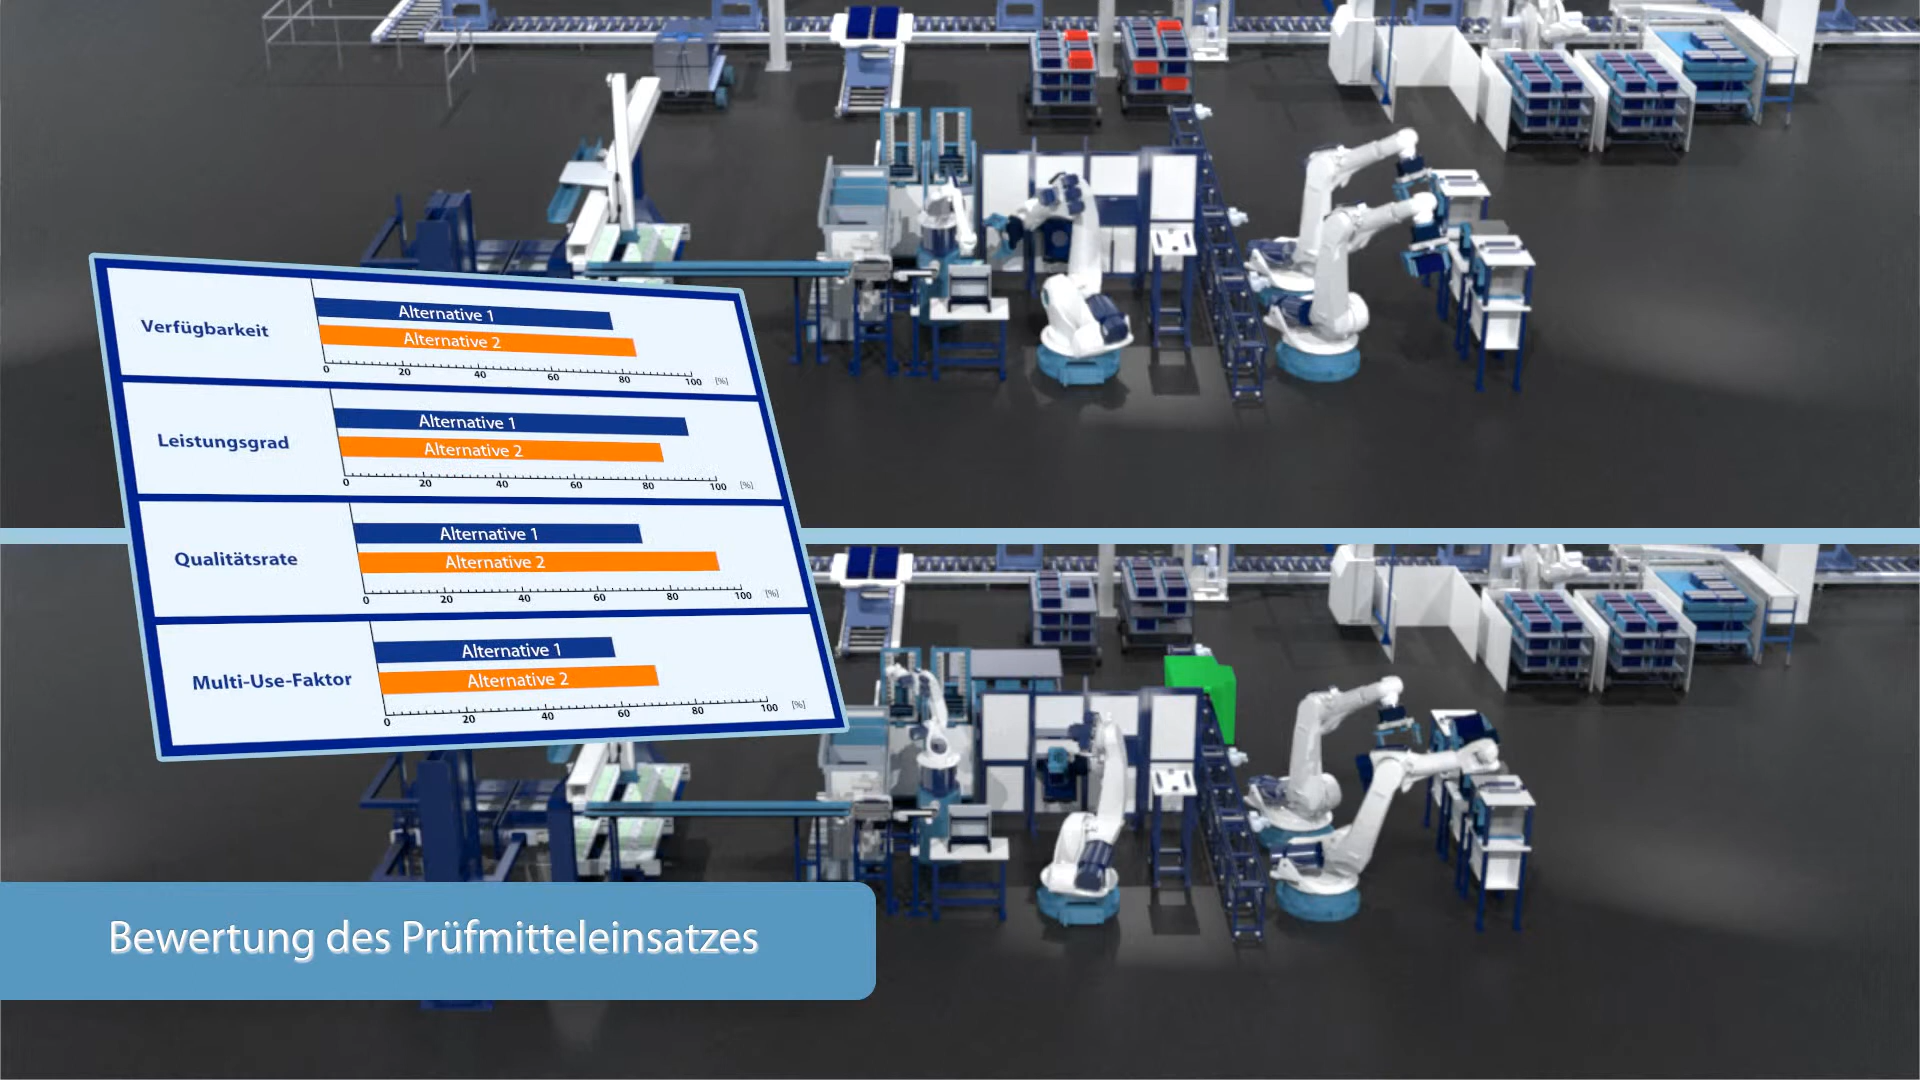 Verfügbarkeit
Alternative 1
Alternative 2
0 20 40 60 80 100 [%]
Leistungsgrad
Alternative 1
Alternative 2
0 20 40 60 80 100 [%]
Qualitätsrate
Alternative 1
Alternative 2
0 20 40 60 80 100 [%]
Multi-Use-Faktor
Alternative 1
Alternative 2
0 20 40 60 80 100 [%]
Bewertung des Prüfmitteleinsatzes